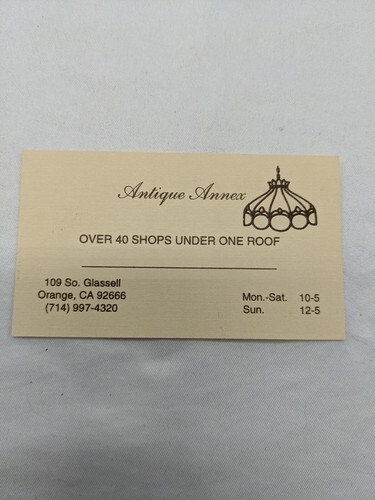 Antique Annex
OVER 40 SHOPS UNDER ONE ROOF
109 So. Glassell
Orange, CA 92666
(714) 997-4320
Mon.-Sat. 10-5
Sun. 12-5